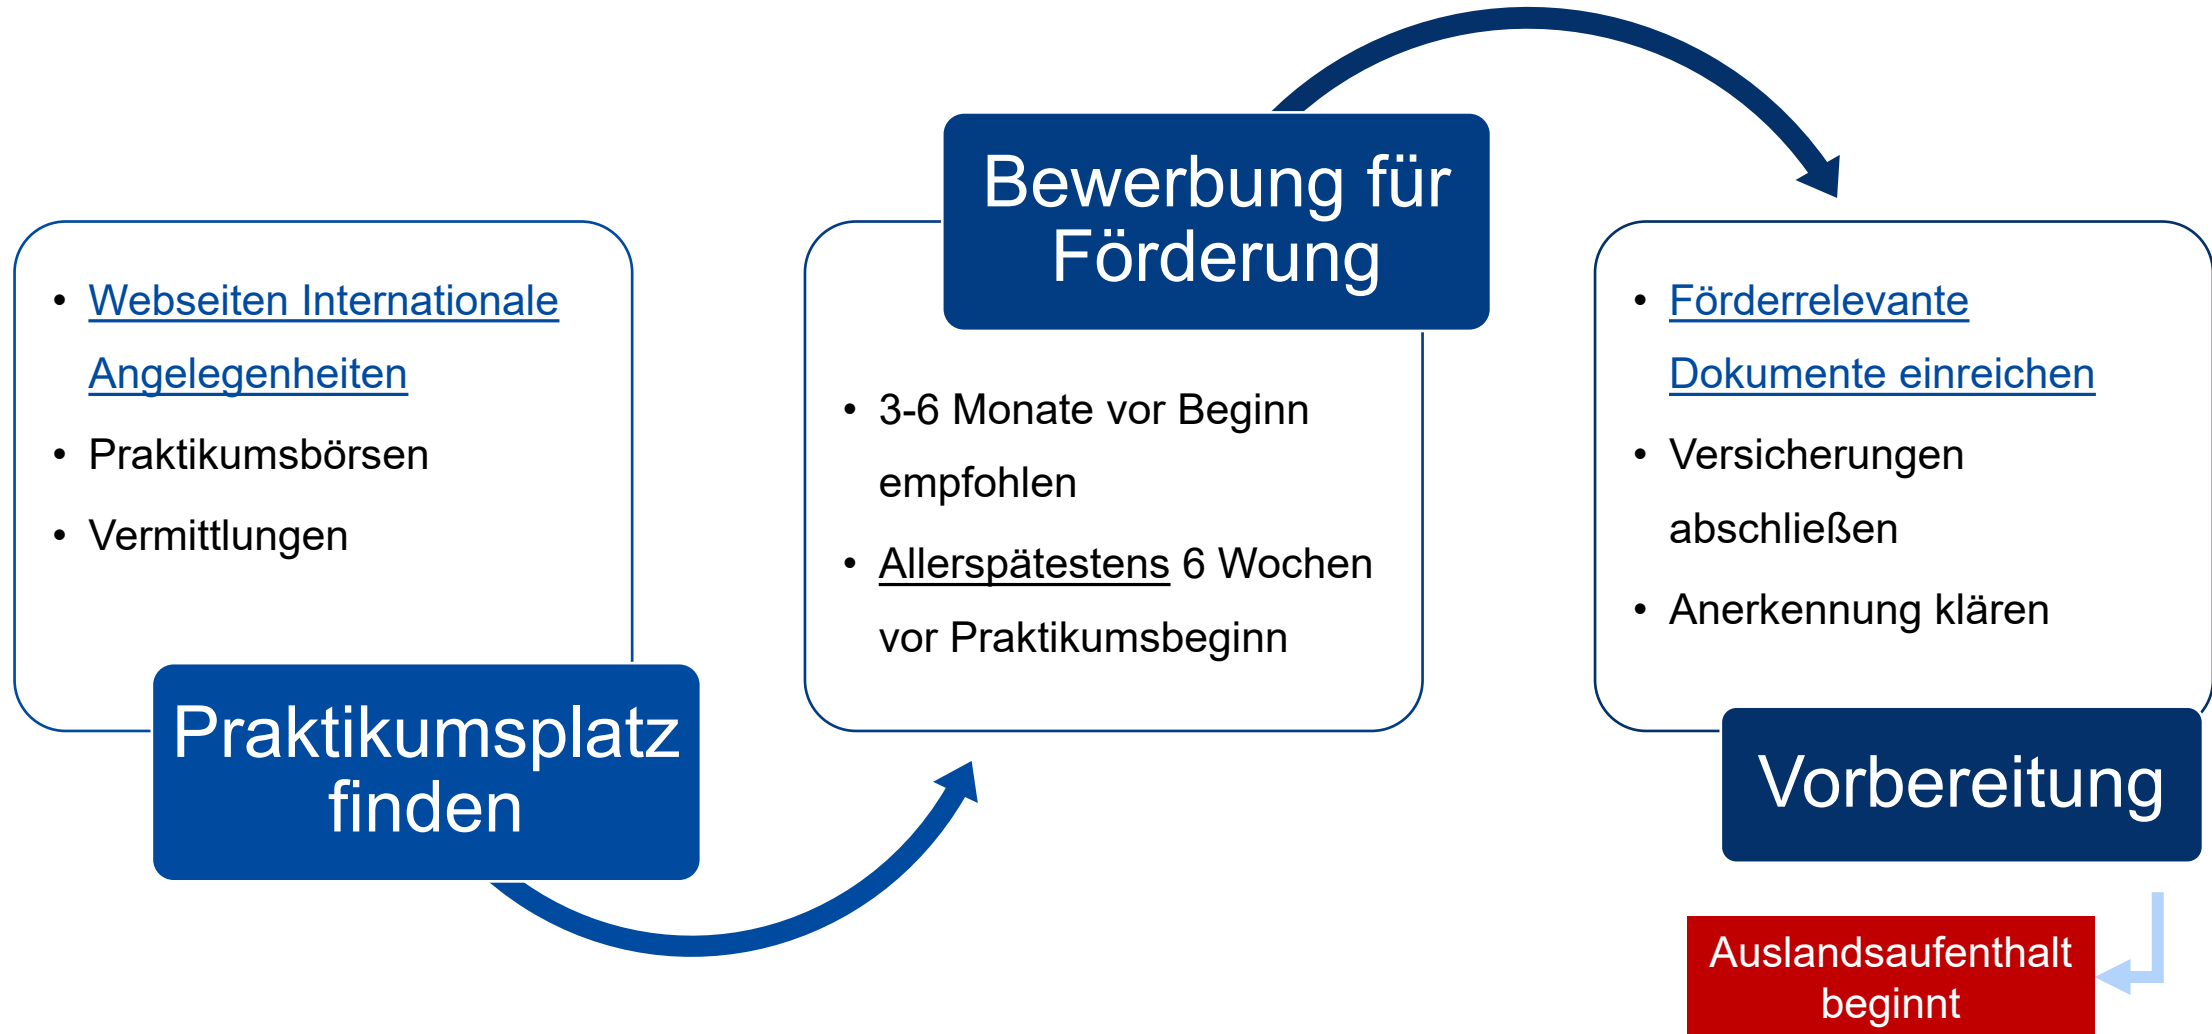 Webseiten Internationale
Angelegenheiten
Praktikumsbörsen
Vermittlungen
Praktikumsplatz
finden
Bewerbung für
Förderung
3-6 Monate vor Beginn
empfohlen
Allerspätestens 6 Wochen
vor Praktikumsbeginn
Förderrelevante
Dokumente einreichen
Versicherungen
abschließen
Anerkennung klären
Vorbereitung
Auslandsaufenthalt
beginnt